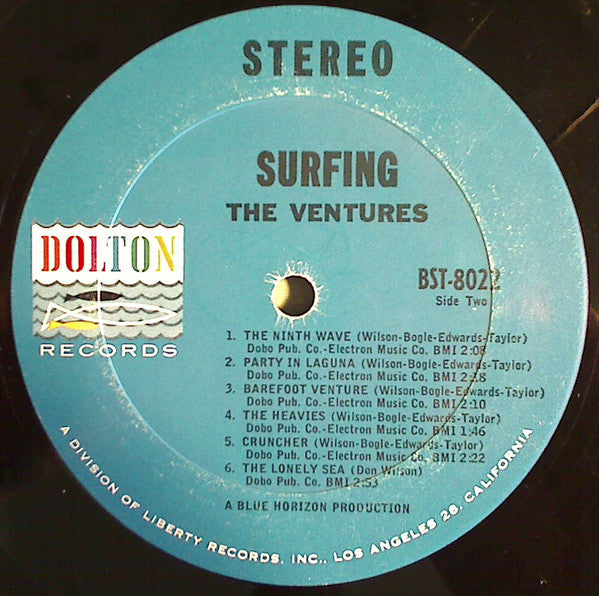 STEREO
SURFING
THE VENTURES
DOLTON
RECORDS
BST-8022
Side Two
1. THE NINTH WAVE (Wilson-Bogle-Edwards-Taylor)
Dobo Pub. Co.-Electron Music Co. BMI 2:08
2. PARTY IN LAGUNA (Wilson-Bogle-Edwards-Taylor)
Dobo Pub. Co.-Electron Music Co. BMI 2:28
3. BAREFOOT VENTURE (Wilson-Bogle-Edwards-Taylor)
Dobo Pub. Co.-Electron Music Co. BMI 2:10
4. THE HEAVIES (Wilson-Bogle-Edwards-Taylor)
Dobo Pub. Co.-Electron Music Co. BMI 1:46
5. CRUNCHER (Wilson-Bogle-Edwards-Taylor)
Dobo Pub. Co.-Electron Music Co. BMI 2:22
6. THE LONELY SEA (Don Wilson)
Dobo Pub. Co. BMI 2:53
A BLUE HORIZON PRODUCTION
A DIVISION OF LIBERTY RECORDS, INC., LOS ANGELES 28, CALIFORNIA